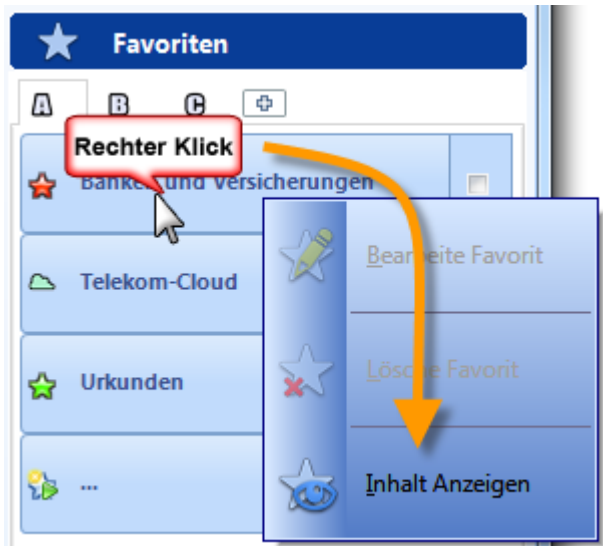 Favoriten
A B C
Rechter Klick
Banken und Versicherungen
Bearbeite Favorit
Telekom-Cloud
Lösche Favorit
Urkunden
Inhalt Anzeigen
...